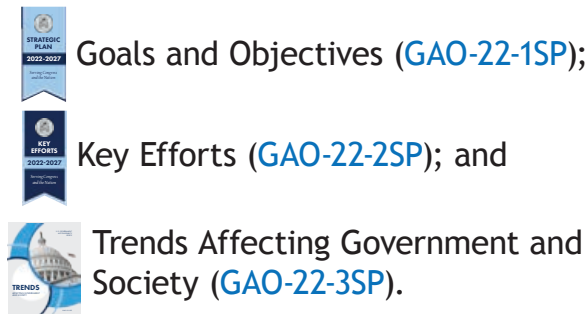 STRATEGIC
PLAN
2022-2027
Serving Congress
and the Nation
Goals and Objectives (GAO-22-1SP);
KEY
EFFORTS
2022-2027
Serving Congress
and the Nation
Key Efforts (GAO-22-2SP); and
TRENDS
Trends Affecting Government and
Society (GAO-22-3SP).